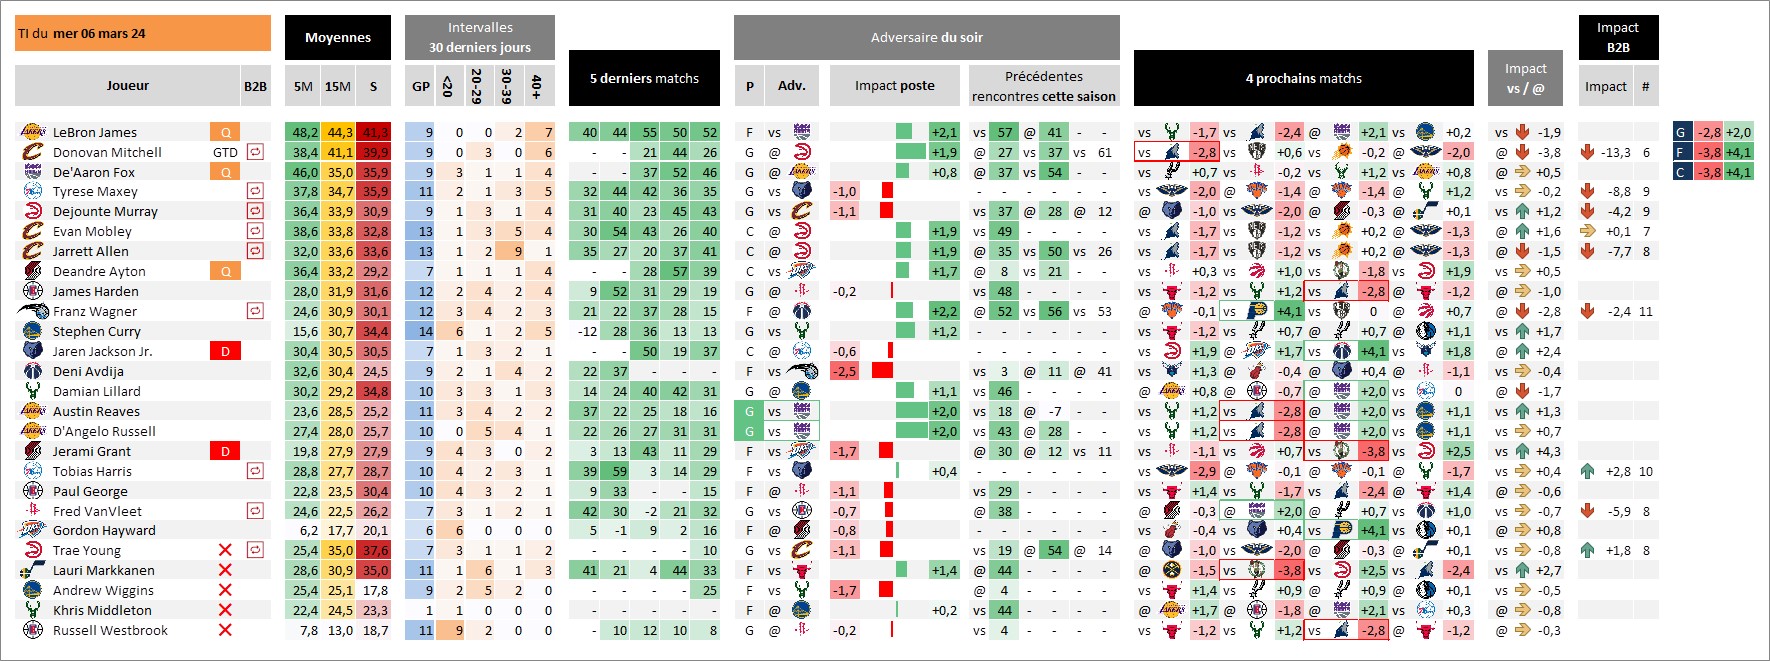 TI du mer 06 mars 24
Moyennes
Intervalles
30 derniers jours
5 derniers matchs
Adversaire du soir
4 prochains matchs
Impact
vs / @
Impact
B2B
Joueur B2B 5M 15M S GP <20 20-29 30-39 40+ P Adv. Impact poste Précédentes rencontres cette saison Impact #
LeBron James Q 48,2 44,3 41,3 9 0 0 2 7 40 44 55 50 52 F vs +2,1 vs 57 @ 41 - - vs -1,7 vs -2,4 @ +2,1 vs +0,2 vs -1,9
Donovan Mitchell GTD 38,4 41,1 39,9 9 0 3 0 6 - - 21 44 26 G @ +1,9 @ 27 vs 37 vs 61 vs -2,8 vs +0,6 vs -0,2 @ -2,0 @ -3,8 -13,3 6
De'Aaron Fox Q 46,0 35,0 35,9 9 3 1 1 4 - - 37 52 46 G @ +0,8 @ 37 vs 54 - - vs +0,7 vs -0,2 vs +1,2 vs +0,8 @ +0,5
Tyrese Maxey 37,8 34,7 35,9 11 2 1 3 5 32 44 42 36 35 G vs -1,0 - - - - - - vs -2,0 @ -1,4 @ -1,4 @ +1,2 vs -0,2 -8,8 9
Dejounte Murray 36,4 33,9 30,9 9 1 3 1 4 31 40 23 45 43 G vs -1,1 vs 37 @ 28 @ 12 @ -1,0 vs -2,0 @ -0,3 @ +0,1 vs +1,2 -4,2 9
Evan Mobley 38,6 33,8 32,8 13 1 3 5 4 30 54 43 26 40 C @ +1,9 vs 49 - - - - vs -1,7 vs -1,2 vs +0,2 @ -1,3 @ +1,6 +0,1 7
Jarrett Allen 32,0 33,6 33,6 13 1 2 9 1 35 27 20 37 41 C @ +1,9 @ 35 vs 50 vs 26 vs -1,7 vs -1,2 vs +0,2 @ -1,3 @ -1,5 -7,7 8
Deandre Ayton Q 36,4 33,2 29,2 7 1 1 1 4 - - 28 57 39 C vs +1,7 @ 8 vs 21 - - vs +0,3 vs +1,0 vs -1,8 vs +1,9 vs +0,5
James Harden 28,0 31,9 31,6 12 2 4 2 4 9 52 31 29 19 G @ -0,2 vs 48 - - - - vs -1,2 vs +1,2 vs -2,8 @ -1,2 @ -1,0
Franz Wagner 24,6 30,9 30,1 12 3 4 2 3 21 22 37 28 15 F @ +2,2 @ 52 vs 56 vs 53 @ -0,1 vs +4,1 vs 0 @ +0,7 @ -2,8 -2,4 11
Stephen Curry 15,6 30,7 34,4 14 6 1 2 5 -12 28 36 13 13 G vs +1,2 - - - - - - vs -1,2 vs +0,7 @ +0,7 @ +1,1 vs +1,7
Jaren Jackson Jr. D 30,4 30,5 30,5 7 1 3 2 1 - - 50 19 37 C @ -0,6 - - - - - - vs +1,9 @ +1,7 vs +4,1 vs +1,8 @ +2,4
Deni Avdija 32,6 30,4 24,5 9 2 1 4 2 22 37 - - - F vs -2,5 vs 3 @ 11 @ 41 vs +1,3 @ -0,4 @ +0,4 @ -1,1 vs -0,4
Damian Lillard 30,2 29,2 34,8 10 3 3 1 3 14 24 40 42 31 G @ +1,1 vs 46 - - - - @ +0,8 @ -1,2 @ +2,0 vs 0 @ -1,7
Austin Reaves 23,6 28,5 25,2 11 3 4 2 2 37 22 25 18 16 G vs +2,0 vs 18 @ -7 - - vs +1,2 vs -2,8 @ +2,0 vs +1,1 vs +1,3
D'Angelo Russell 27,4 28,0 25,7 10 0 5 4 1 22 26 27 31 31 G vs +2,0 vs 43 @ 28 - - vs +1,2 vs -2,8 @ +2,0 vs +1,1 vs +0,7
Jerami Grant D 19,8 27,9 27,9 9 4 3 0 2 3 13 43 11 29 F vs -1,7 @ 30 @ 12 vs 11 vs -1,1 vs +4,3 vs -3,8 vs +2,5 vs +1,3
Tobias Harris 28,8 27,7 28,7 10 4 2 3 1 39 59 3 14 29 F vs +0,4 - - - - - - vs -2,9 @ -0,1 @ -0,1 @ -1,7 vs +0,4 +2,8 10
Paul George 22,8 23,5 30,4 10 4 3 2 1 9 33 - - 15 F @ -1,1 vs 29 - - - - vs +1,4 vs -1,7 vs -2,4 @ +1,4 @ -0,6
Fred VanVleet 24,6 22,5 26,2 7 3 1 2 1 42 30 -2 21 32 G vs -0,7 @ 38 - - - - @ -0,3 @ +2,0 @ +0,7 vs +1,0 vs -0,7 -5,9 8
Gordon Hayward 6,2 17,7 20,1 6 6 0 0 0 5 -1 9 2 16 F @ -0,8 - - - - - - vs -0,4 vs +0,4 vs +4,1 vs +0,1 @ +0,8
Trae Young 25,4 35,0 37,6 7 3 1 1 2 - - - - 10 G vs -1,1 vs 19 @ 54 @ 14 @ -1,0 vs -2,0 @ -0,3 @ +0,1 vs -0,8 +1,8 8
Lauri Markkanen 28,6 30,9 35,0 11 1 6 1 3 41 21 4 44 33 F vs +1,4 @ 44 - - - - @ -1,5 vs -3,8 vs +2,5 vs -2,4 vs +2,7
Andrew Wiggins 25,4 25,1 17,8 9 2 5 2 0 - - - - 25 F vs -1,7 @ 4 - - - - vs +1,4 vs +0,9 @ +0,9 @ +0,1 vs -0,5
Khris Middleton 22,4 24,5 23,3 1 1 0 0 0 - - - - - F @ +0,2 vs 44 - - - - @ +1,7 @ -1,8 @ +2,1 vs +0,3 @ -0,8
Russell Westbrook 7,8 13,0 18,7 11 9 2 0 0 - 10 12 10 8 G @ -0,2 vs 4 - - - - vs -1,2 vs +1,2 vs -2,8 @ -1,2 @ -0,3
G -2,8 +2,0
F -3,8 +4,1
C -3,8 +4,1